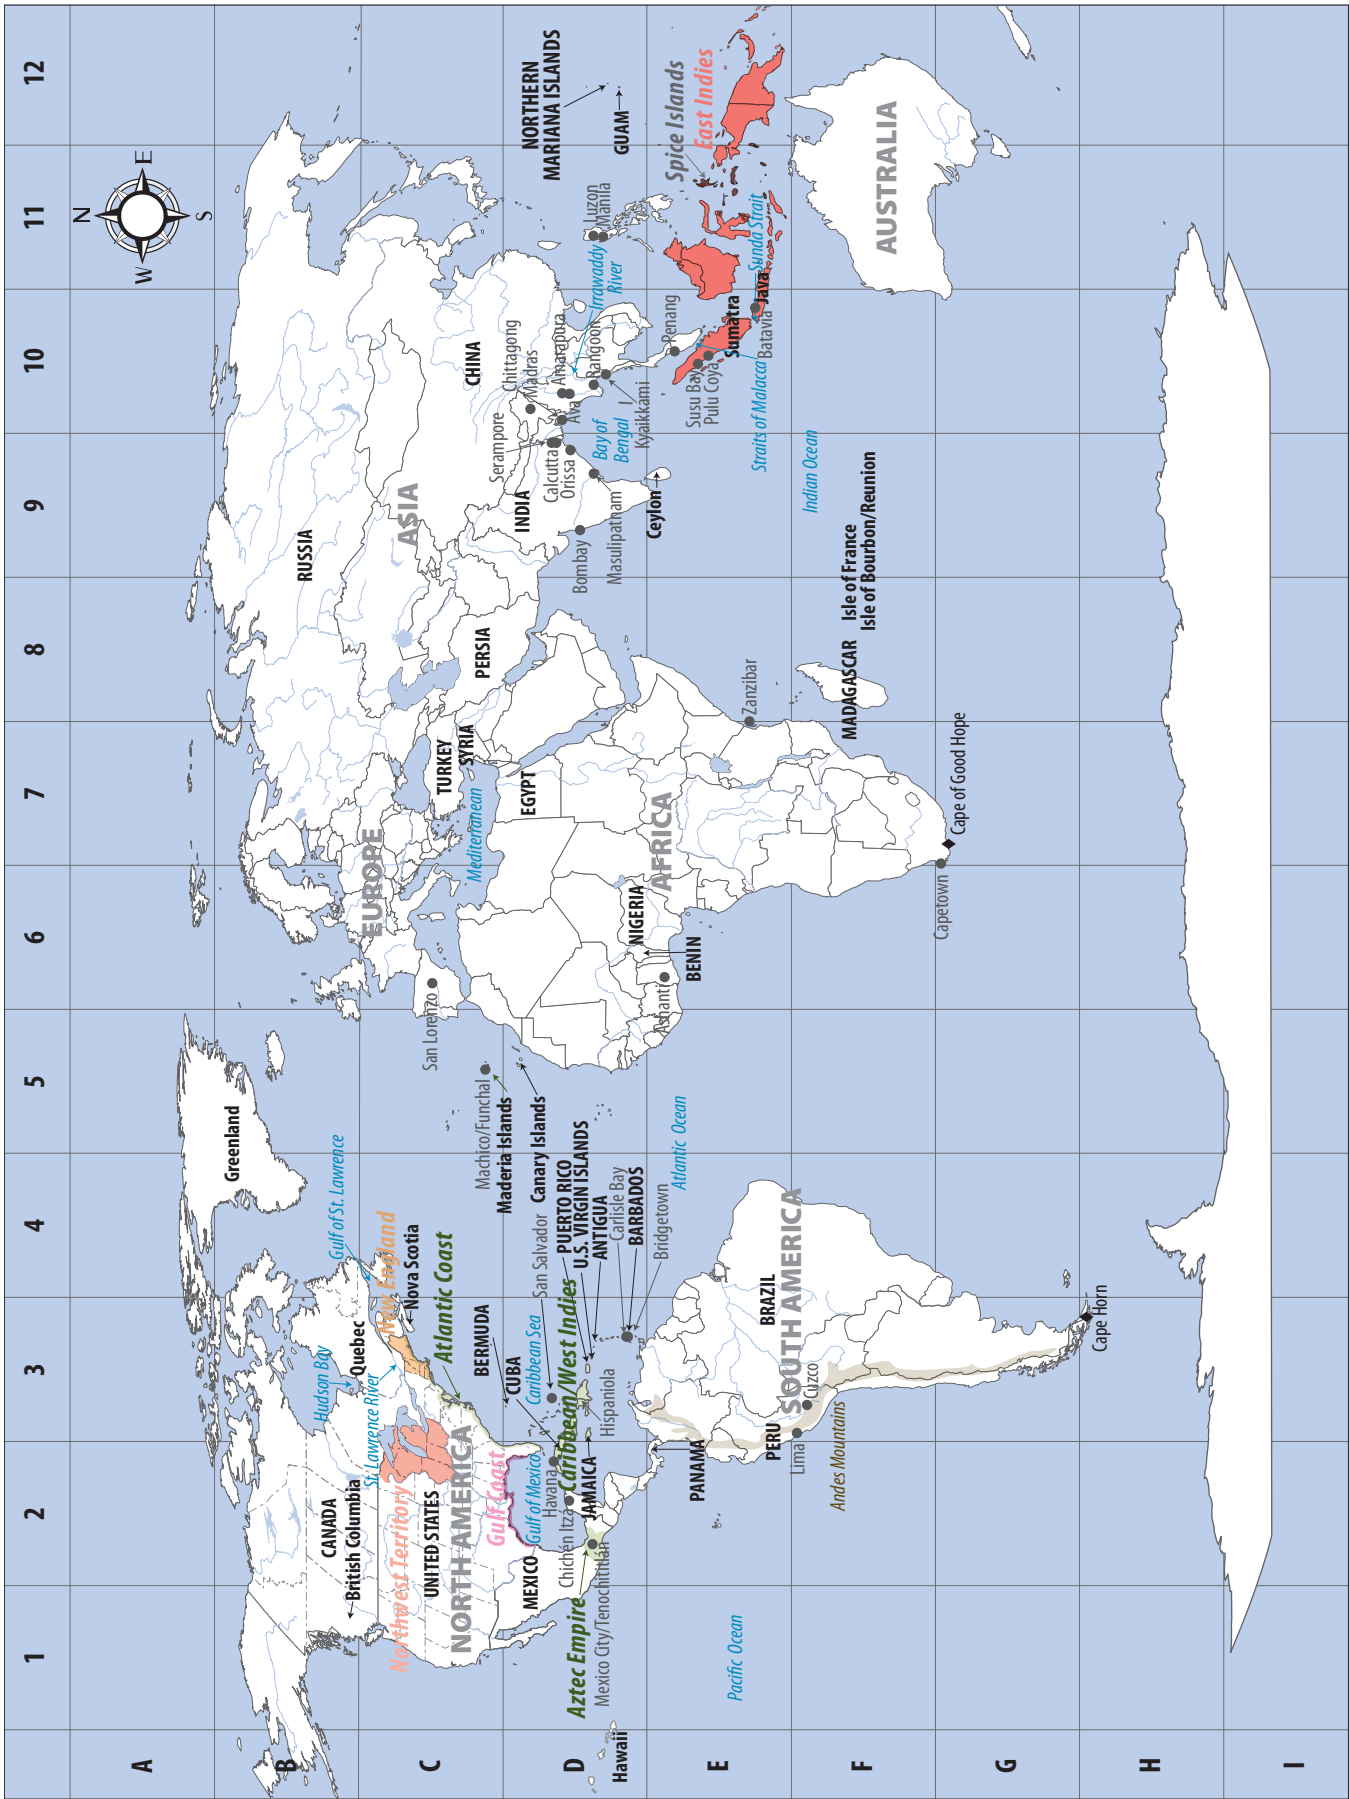 1
2
3
4
5
6
7
8
9
10
11
12
A
B
C
D
E
F
G
H
I
N
E
S
W
Greenland
RUSSIA
CANADA
British Columbia
Hudson Bay
Quebec
Gulf of St. Lawrence
St. Lawrence River
New England
Nova Scotia
Northwest Territory
UNITED STATES
NORTH AMERICA
Atlantic Coast
Gulf Coast
BERMUDA
CUBA
MEXICO
Gulf of Mexico
Caribbean Sea
Havana
San Salvador
Chichén Itzá
Caribbean/West Indies
Aztec Empire
Mexico City/Tenochititlán
JAMAICA
Hispaniola
PUERTO RICO
U.S. VIRGIN ISLANDS
ANTIGUA
Carlisle Bay
BARBADOS
Bridgetown
Hawaii
PANAMA
Pacific Ocean
Atlantic Ocean
BRAZIL
SOUTH AMERICA
PERU
Lima
Cuzco
Andes Mountains
Cape Horn
EUROPE
San Lorenzo
Machico/Funchal
Maderia Islands
Canary Islands
Mediterranean
TURKEY
SYRIA
EGYPT
AFRICA
NIGERIA
BENIN
Ashanti
Zanzibar
MADAGASCAR
Isle of France
Isle of Bourbon/Reunion
Capetown
Cape of Good Hope
ASIA
PERSIA
INDIA
CHINA
Serampore
Chittagong
Madras
Calcutta
Orissa
Amarapura
Ava
Rangoon
Irrawaddy
River
Bombay
Masulipatnam
Bay of
Bengal
Kyaikkami
Ceylon
Luzon
Manila
NORTHERN
MARIANA ISLANDS
GUAM
Spice Islands
East Indies
Penang
Susu Bay
Pulu Coya
Sumatra
Straits of Malacca
Batavia
Java
Sunda Strait
Indian Ocean
AUSTRALIA